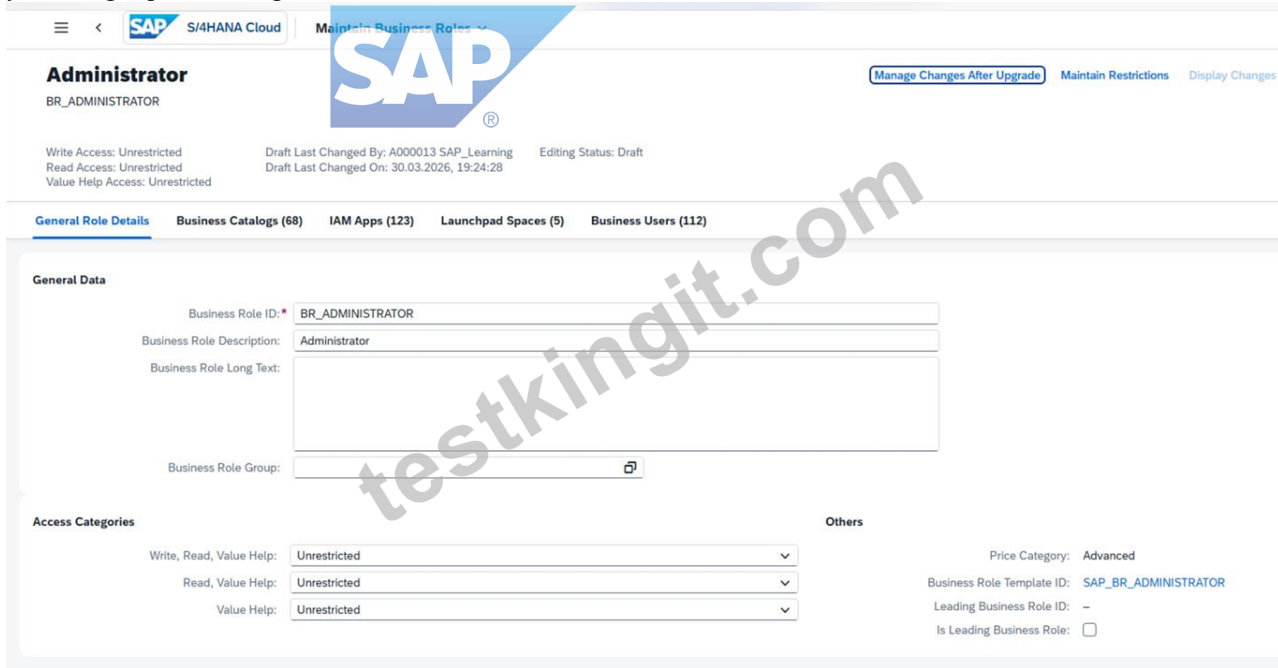 SAP S/4HANA Cloud Maintain Business Roles
SAP ®
Administrator
Manage Changes After Upgrade Maintain Restrictions Display Changes
BR_ADMINISTRATOR
Write Access: Unrestricted Draft Last Changed By: A000013 SAP_Learning Editing Status: Draft
Read Access: Unrestricted Draft Last Changed On: 30.03.2026, 19:24:28
Value Help Access: Unrestricted
General Role Details Business Catalogs (68) IAM Apps (123) Launchpad Spaces (5) Business Users (112)
General Data
Business Role ID:* BR_ADMINISTRATOR
Business Role Description: Administrator
Business Role Long Text:
Business Role Group:
testkingit.com
Access Categories Others
Write, Read, Value Help: Unrestricted Price Category: Advanced
Read, Value Help: Unrestricted Business Role Template ID: SAP_BR_ADMINISTRATOR
Value Help: Unrestricted Leading Business Role ID: –
Is Leading Business Role: